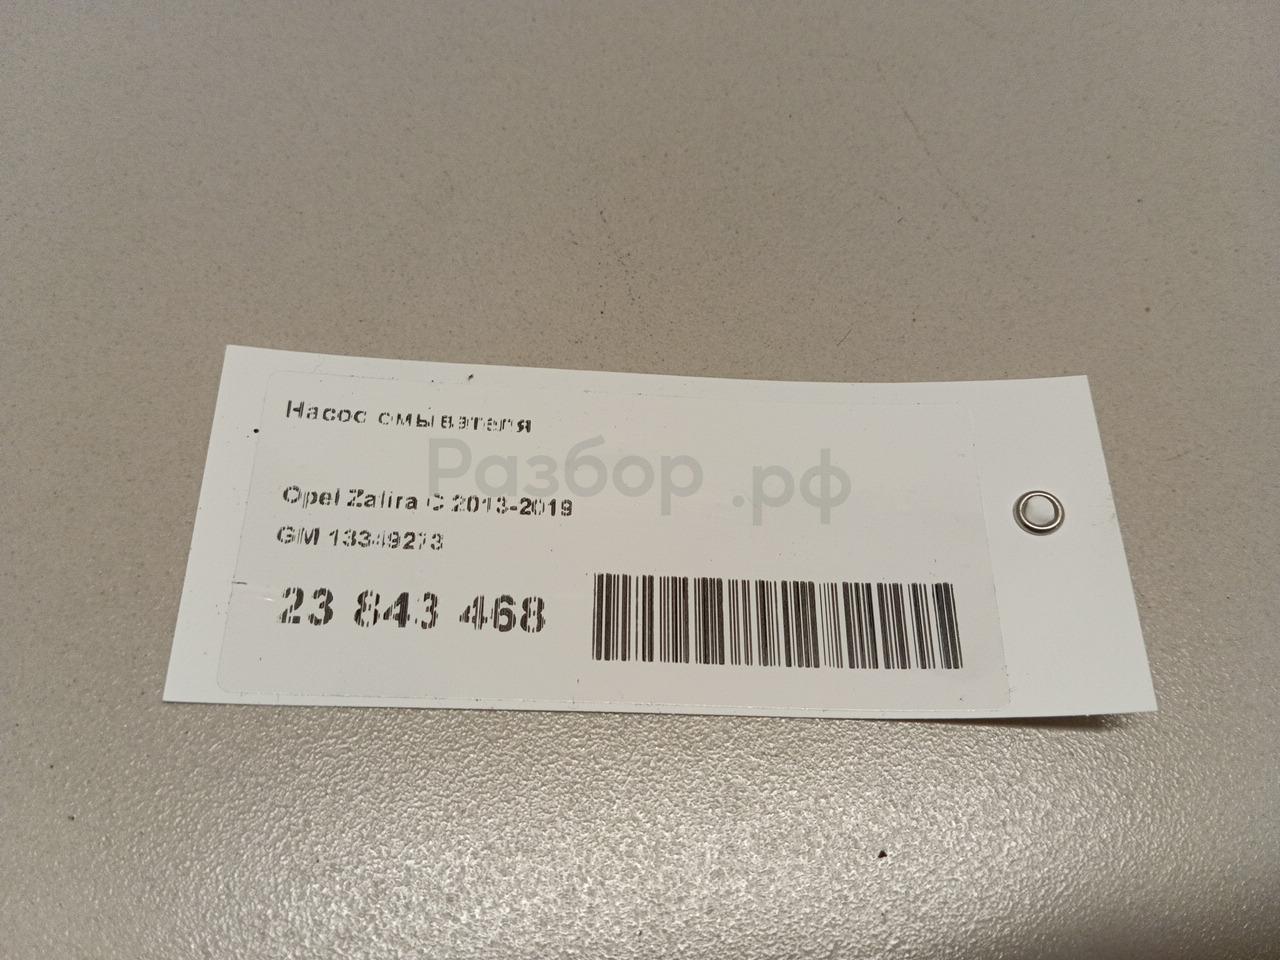 Насос омывателя
Разбор.рф
Opel Zafira C 2013-2019
GM 13349273
23 843 468